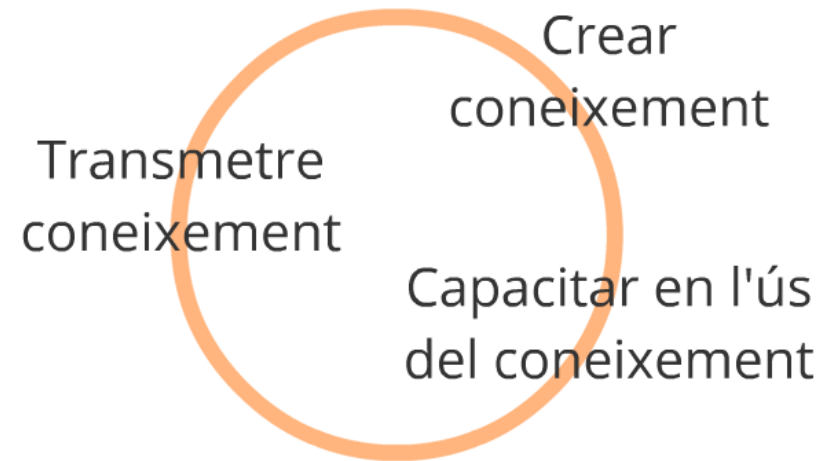 Crear
coneixement
Transmetre
coneixement
Capacitar en l'ús
del coneixement